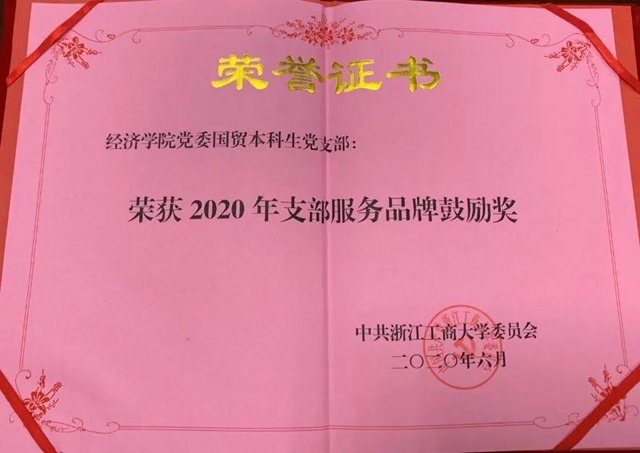 荣誉证书
经济学院党委国贸本科生党支部：
荣获 2020 年支部服务品牌鼓励奖
中共浙江工商大学委员会
二〇二〇年六月